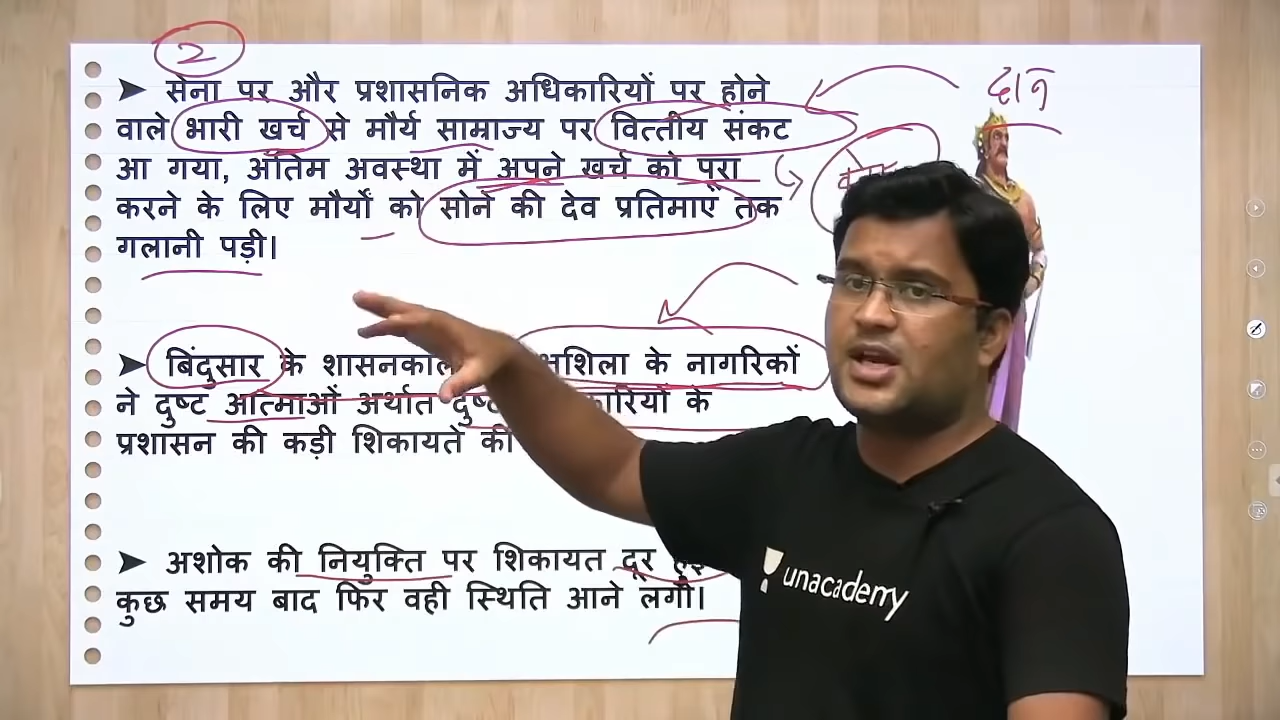 2
➤ सेना पर और प्रशासनिक अधिकारियों पर होने
वाले भारी खर्च से मौर्य साम्राज्य पर वित्तीय संकट
आ गया, अंतिम अवस्था में अपने खर्च को पूरा
करने के लिए मौर्यों को सोने की देव प्रतिमाएं तक
गलानी पड़ी।
दान
➤ बिंदुसार के शासनकाल के नागरिकों
ने दुष्ट आत्माओं अर्थात दुष्ट के
प्रशासन की कड़ी शिकायतें की
➤ अशोक की नियुक्ति पर शिकायत दूर हुई
कुछ समय बाद फिर वही स्थिति आने लगी।
unacademy